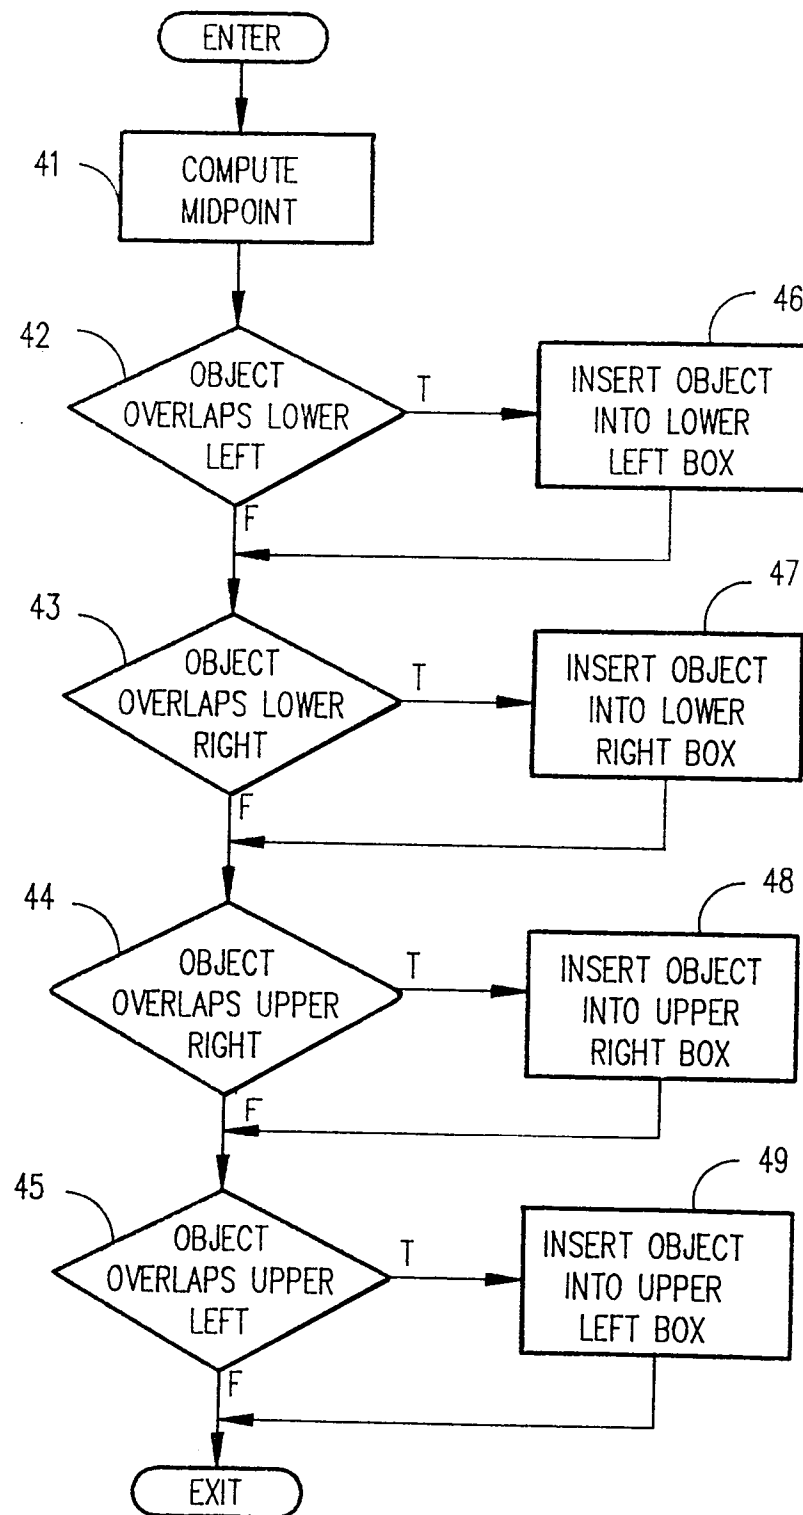 ENTER
41
COMPUTE
MIDPOINT
42
OBJECT
OVERLAPS LOWER
LEFT
T
F
46
INSERT OBJECT
INTO LOWER
LEFT BOX
43
OBJECT
OVERLAPS LOWER
RIGHT
T
F
47
INSERT OBJECT
INTO LOWER
RIGHT BOX
44
OBJECT
OVERLAPS UPPER
RIGHT
T
F
48
INSERT OBJECT
INTO UPPER
RIGHT BOX
45
OBJECT
OVERLAPS UPPER
LEFT
T
F
49
INSERT OBJECT
INTO UPPER
LEFT BOX
EXIT